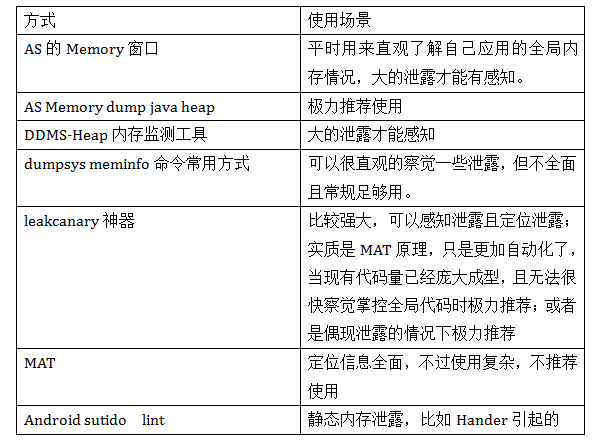 方式
使用场景
AS 的 Memory 窗口
平时用来直观了解自己应用的全局内
存情况，大的泄露才能有感知。
AS Memory dump java heap
极力推荐使用
DDMS-Heap 内存监测工具
大的泄露才能感知
dumpsys meminfo 命令常用方式
可以很直观的察觉一些泄露，但不全面
且常规足够用。
leakcanary 神器
比较强大，可以感知泄露且定位泄露；
实质是 MAT 原理，只是更加自动化了，
当现有代码量已经庞大成型，且无法很
快察觉掌控全局代码时极力推荐；或者
是偶现泄露的情况下极力推荐
MAT
定位信息全面，不过使用复杂，不推荐
使用
Android sutido lint
静态内存泄露，比如 Hander 引起的